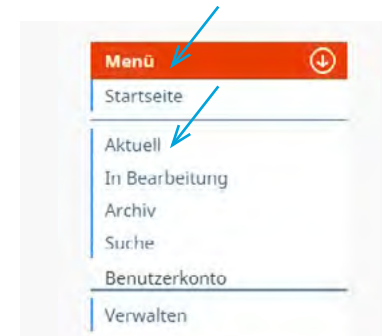 Menü
Startseite
Aktuell
In Bearbeitung
Archiv
Suche
Benutzerkonto
Verwalten